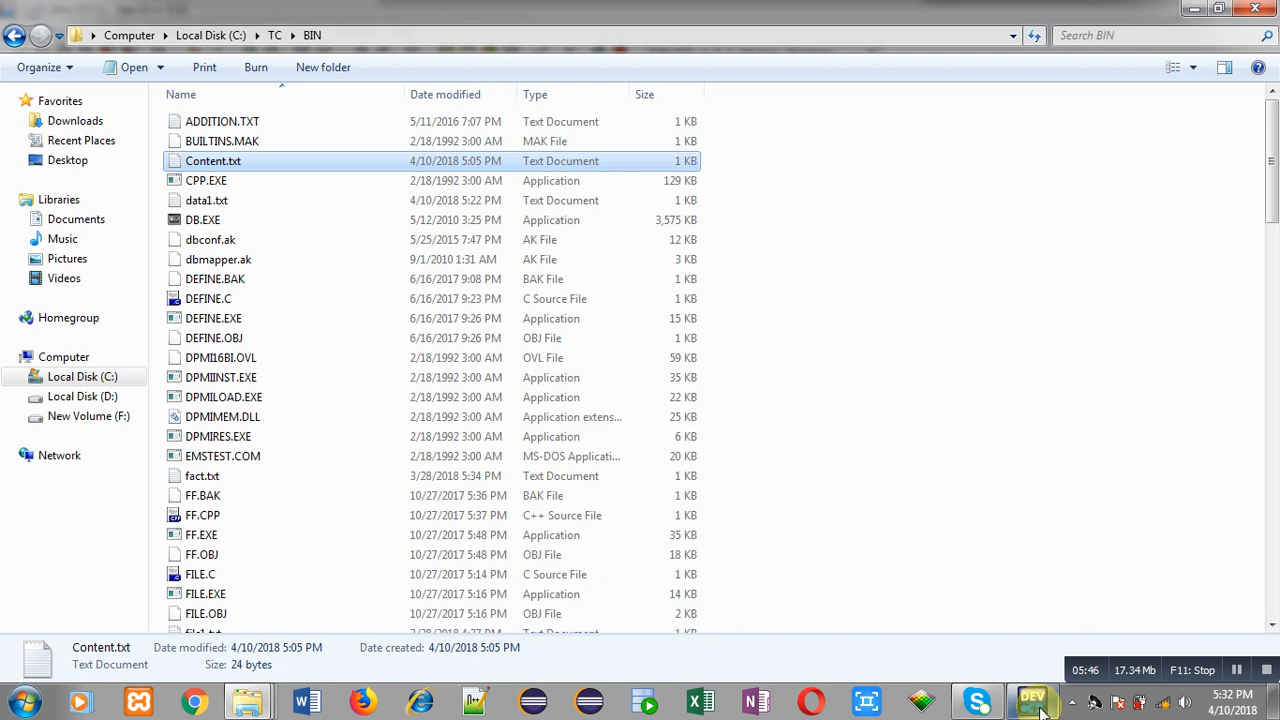 Computer Local Disk (C:) TC BIN Search BIN
Organize Open Print Burn New folder
Name Date modified Type Size
Favorites
Downloads
Recent Places
Desktop
Libraries
Documents
Music
Pictures
Videos
Homegroup
Computer
Local Disk (C:)
Local Disk (D:)
New Volume (F:)
Network
ADDITION.TXT 5/11/2016 7:07 PM Text Document 1 KB
BUILTINS.MAK 2/18/1992 3:00 AM MAK File 1 KB
Content.txt 4/10/2018 5:05 PM Text Document 1 KB
CPP.EXE 2/18/1992 3:00 AM Application 129 KB
data1.txt 4/10/2018 5:22 PM Text Document 1 KB
DB.EXE 5/12/2010 3:25 PM Application 3,575 KB
dbconf.ak 5/25/2015 7:47 PM AK File 12 KB
dbmapper.ak 9/1/2010 1:31 AM AK File 3 KB
DEFINE.BAK 6/16/2017 9:08 PM BAK File 1 KB
DEFINE.C 6/16/2017 9:23 PM C Source File 1 KB
DEFINE.EXE 6/16/2017 9:26 PM Application 15 KB
DEFINE.OBJ 6/16/2017 9:26 PM OBJ File 1 KB
DPMI16BI.OVL 2/18/1992 3:00 AM OVL File 59 KB
DPMIINST.EXE 2/18/1992 3:00 AM Application 35 KB
DPMILOAD.EXE 2/18/1992 3:00 AM Application 22 KB
DPMIMEM.DLL 2/18/1992 3:00 AM Application extens... 25 KB
DPMIRES.EXE 2/18/1992 3:00 AM Application 6 KB
EMSTEST.COM 2/18/1992 3:00 AM MS-DOS Applicati... 20 KB
fact.txt 3/28/2018 5:34 PM Text Document 1 KB
FF.BAK 10/27/2017 5:36 PM BAK File 1 KB
FF.CPP 10/27/2017 5:37 PM C++ Source File 1 KB
FF.EXE 10/27/2017 5:48 PM Application 35 KB
FF.OBJ 10/27/2017 5:48 PM OBJ File 18 KB
FILE.C 10/27/2017 5:14 PM C Source File 1 KB
FILE.EXE 10/27/2017 5:16 PM Application 14 KB
FILE.OBJ 10/27/2017 5:16 PM OBJ File 2 KB
Content.txt Date modified: 4/10/2018 5:05 PM Date created: 4/10/2018 5:05 PM
Text Document Size: 24 bytes
05:46 17.34 Mb F11: Stop
DEV
5:32 PM
4/10/2018